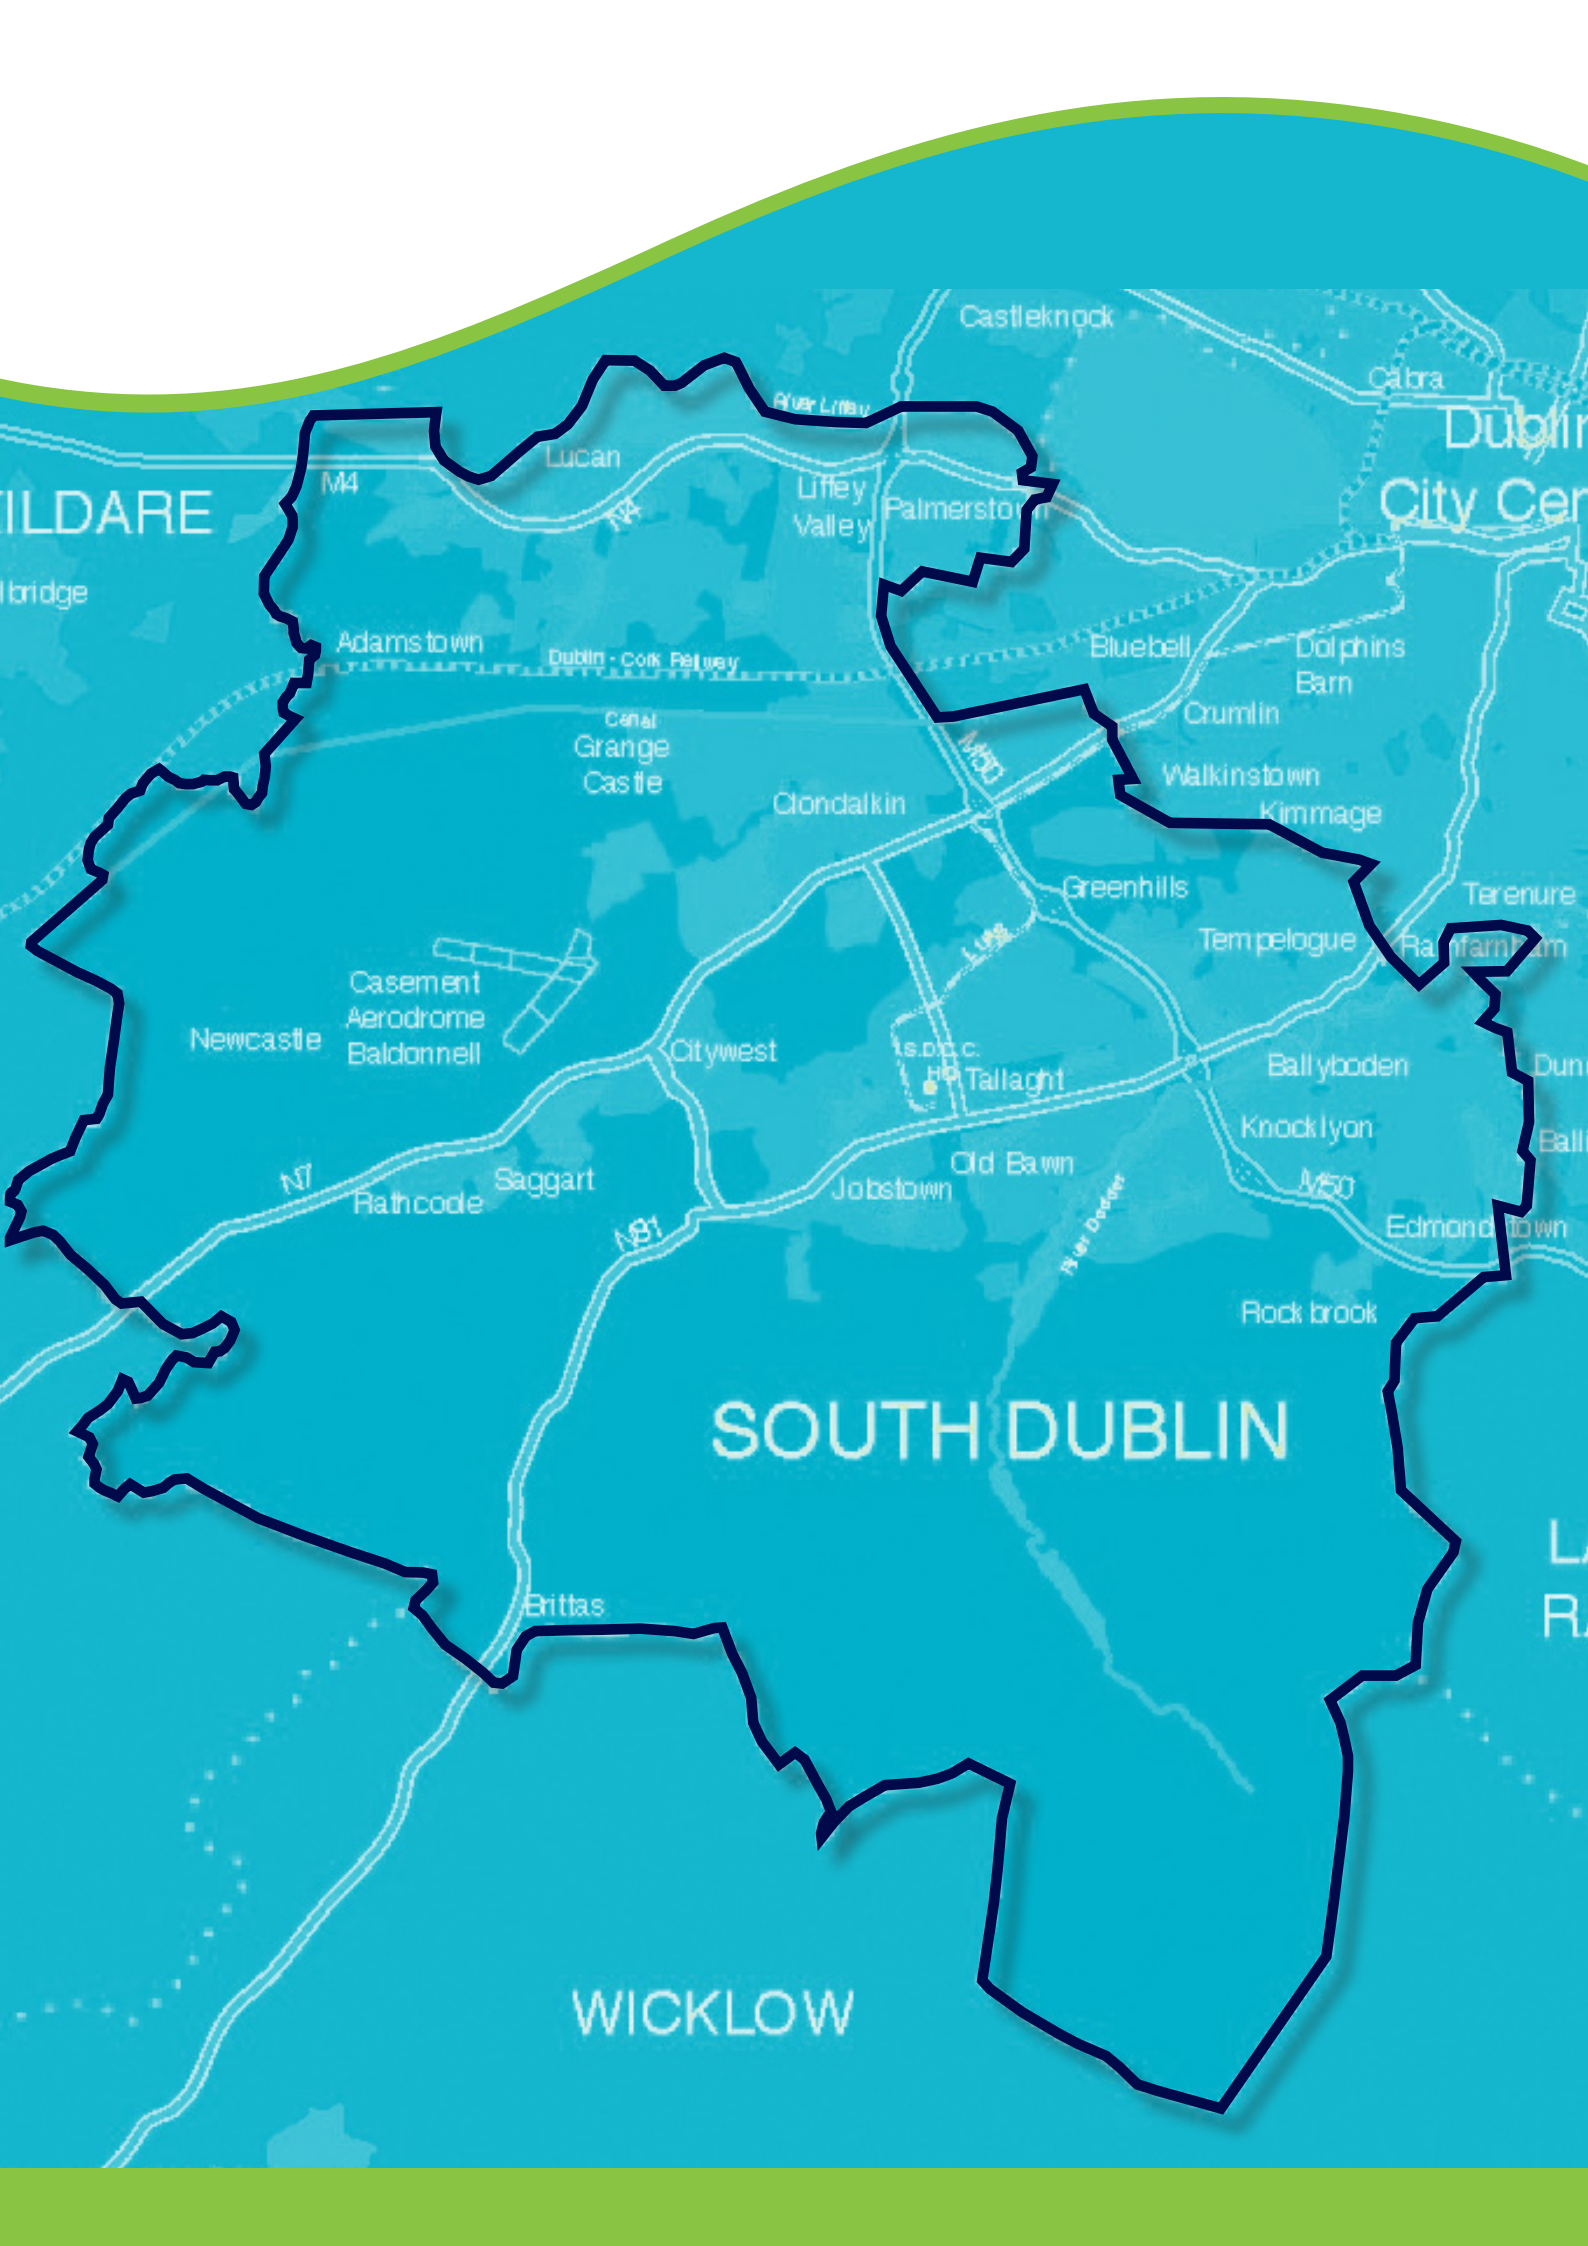 Castleknock
Cabra
River Liffey
Dublin
City Cen
Lucan
M4
N4
Liffey
Valley
Palmerstown
ILDARE
lbridge
Adamstown
Dublin - Cork Railway
Bluebell
Dolphins
Barn
Canal
Grange
Castle
Crumlin
M50
Walkinstown
Clondalkin
Kimmage
Greenhills
Terenure
Tempelogue
Rathfarnham
Casement
Aerodrome
Baldonnell
Newcastle
Citywest
S.D.C.C.
HQ
Tallaght
Ballyboden
Dun
Knocklyon
Ball
Old Bawn
N7
Saggart
Rathcoole
Jobstown
M50
River Dodder
N81
Edmondstown
Rockbrook
SOUTH DUBLIN
Brittas
WICKLOW